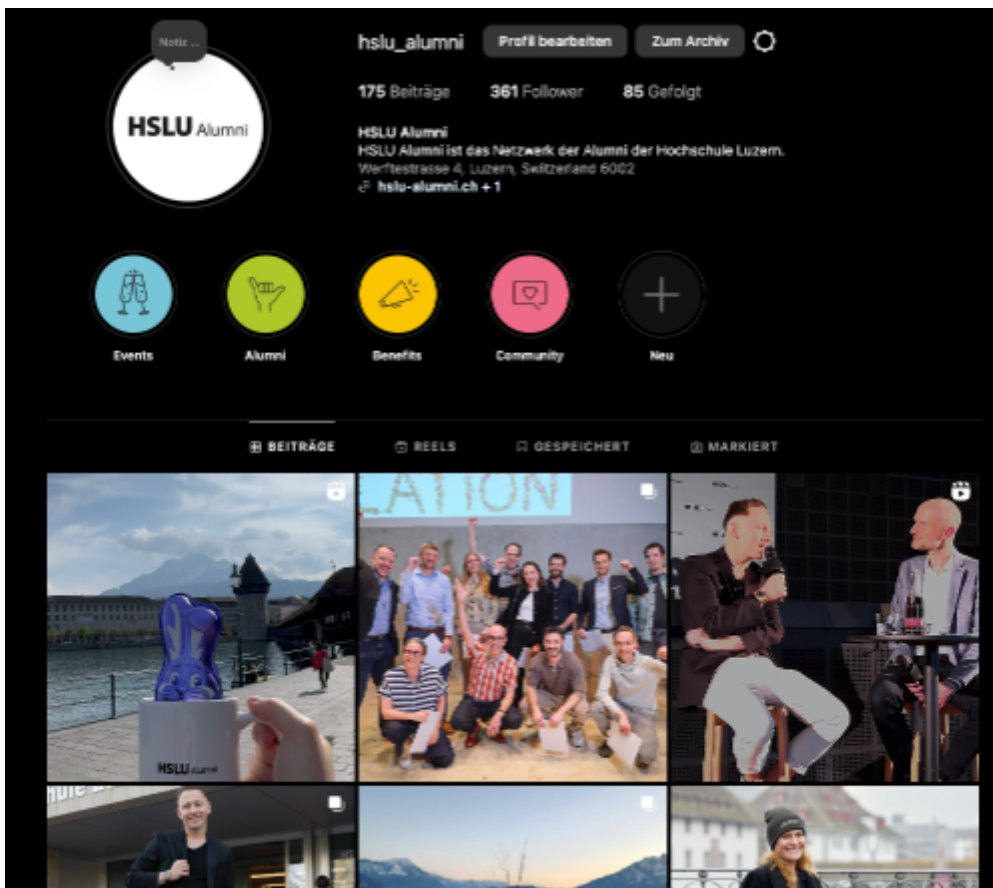 Notiz ...
HSLU Alumni
hslu_alumni Profil bearbeiten Zum Archiv
175 Beiträge 361 Follower 85 Gefolgt
HSLU Alumni
HSLU Alumni ist das Netzwerk der Alumni der Hochschule Luzern.
Werftestrasse 4, Luzern, Switzerland 6002
hslu-alumni.ch + 1
Events Alumni Benefits Community Neu
BEITRÄGE REELS GESPEICHERT MARKIERT
LATION
HSLU Alumni